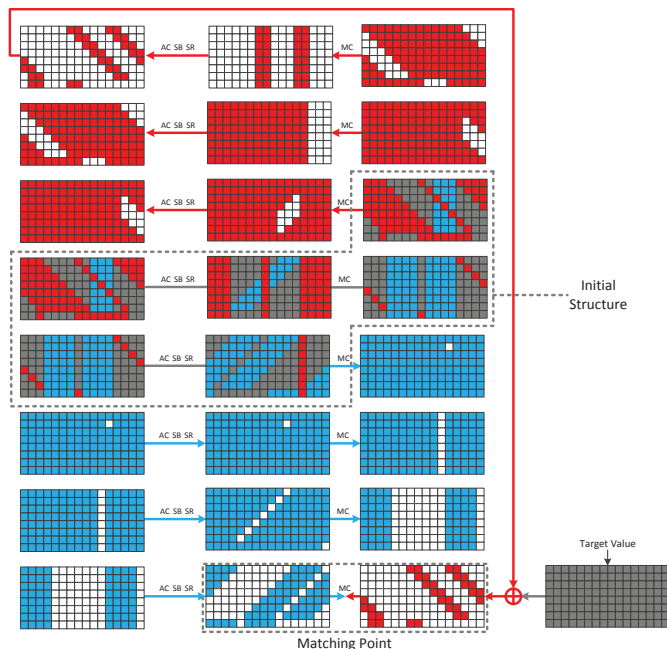 AC SB SR
MC
AC SB SR
MC
AC SB SR
MC
AC SB SR
MC
Initial
Structure
AC SB SR
MC
AC SB SR
MC
AC SB SR
MC
Target Value
AC SB SR
MC
Matching Point